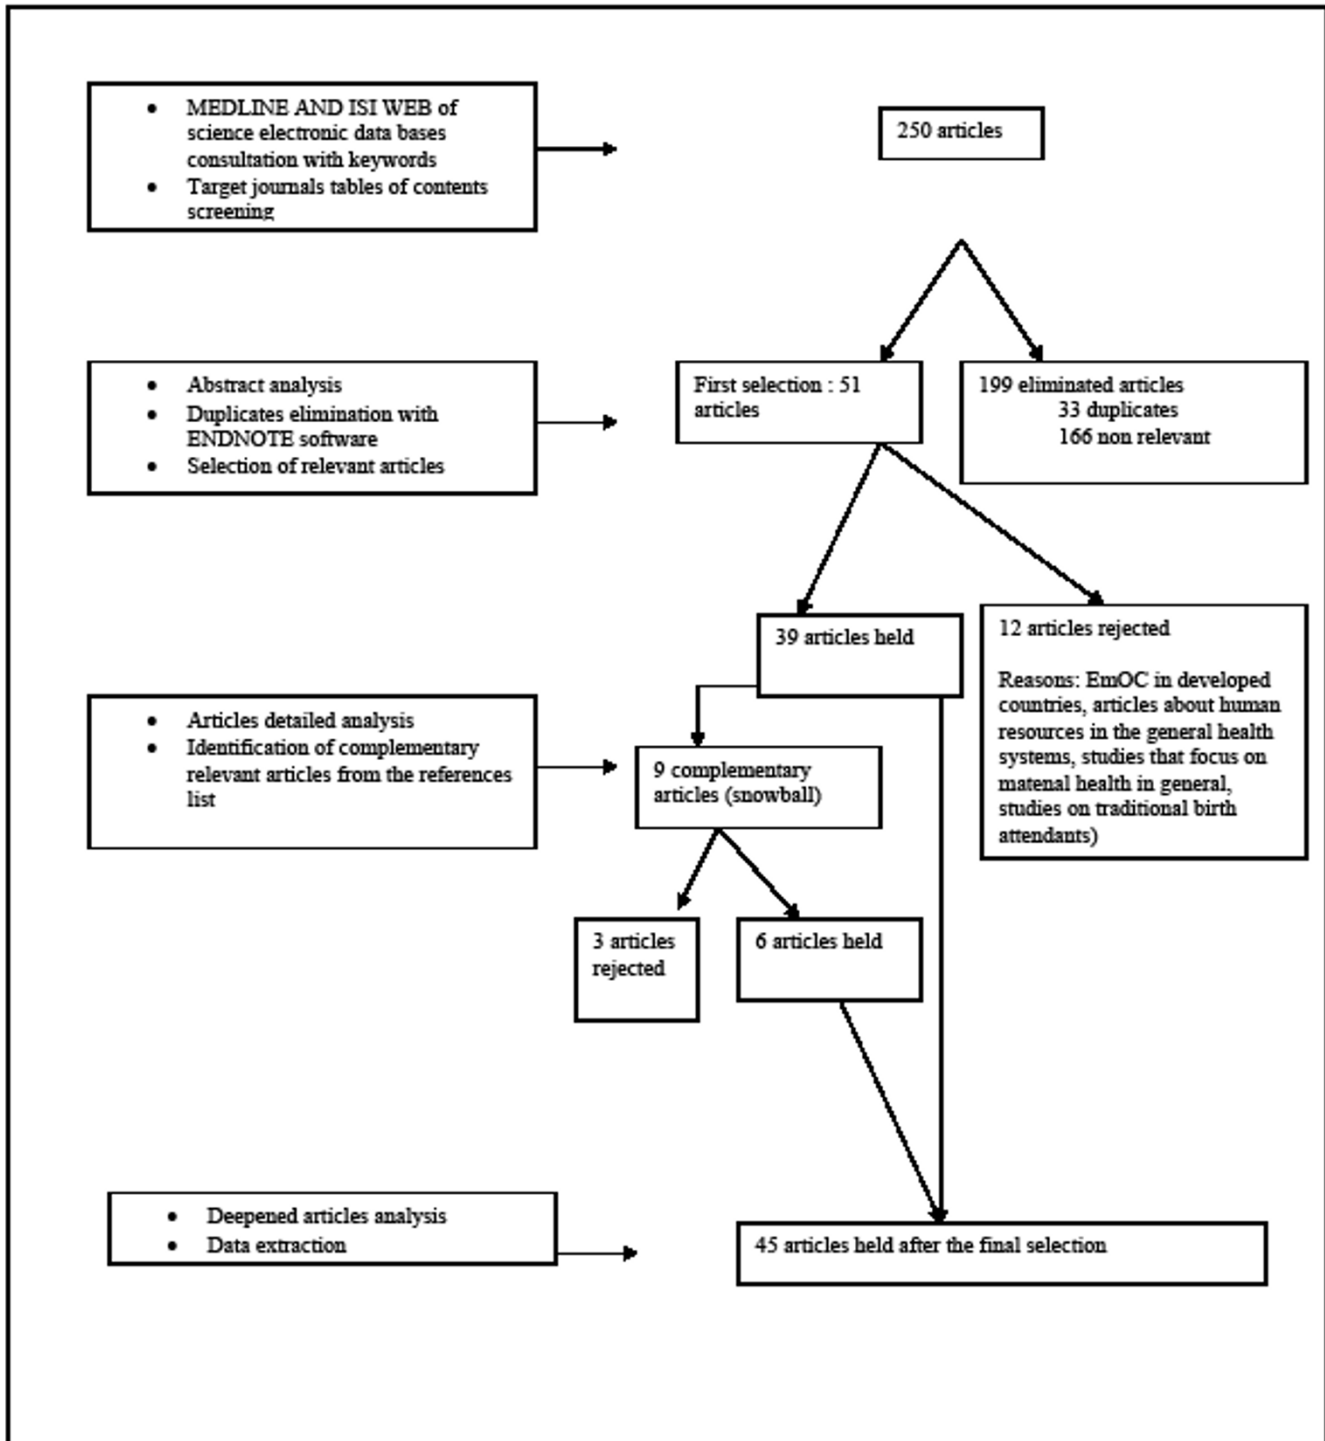 • MEDLINE AND ISI WEB of
science electronic data bases
consultation with keywords
• Target journals tables of contents
screening
250 articles
• Abstract analysis
• Duplicates elimination with
ENDNOTE software
• Selection of relevant articles
First selection : 51
articles
199 eliminated articles
33 duplicates
166 non relevant
39 articles held
12 articles rejected
Reasons: EmOC in developed
countries, articles about human
resources in the general health
systems, studies that focus on
matenal health in general,
studies on traditional birth
attendants)
• Articles detailed analysis
• Identification of complementary
relevant articles from the references
list
9 complementary
articles (snowball)
3 articles
rejected
6 articles held
• Deepened articles analysis
• Data extraction
45 articles held after the final selection